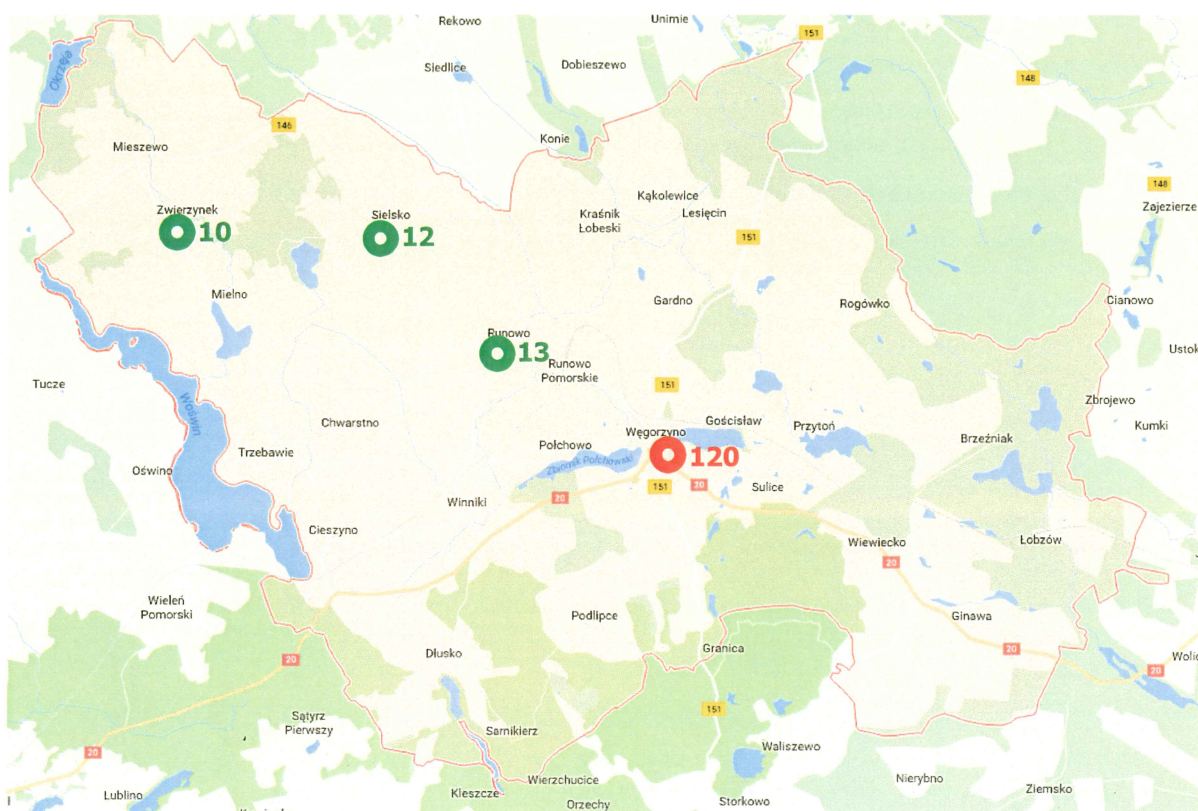 Rekowo
Unimie
151
Okrzeja
Siedlice
Dobieszewo
148
146
Mieszewo
Konie
Kąkolewice
148
Zwierzynek
10
Sielsko
12
Kraśnik
Łobeski
Lesięcin
Zajezierze
151
Mielno
Gardno
Rogówko
Cianowo
Runowo
13
Runowo
Pomorskie
Ustok
Tucze
151
Woświn
Zbrojewo
Chwarstno
Węgorzyno
120
Gościsław
Przytoń
Kumki
Brzeźniak
Trzebawie
Połchowo
Zbiornik Połchowski
Oświno
151
20
Sulice
Winniki
20
Cieszyno
Wiewiecko
Łobzów
20
Wieleń
Pomorski
Podlipce
Ginawa
Granica
20
Dłusko
20
Wolic
20
151
Sątyrz
Pierwszy
Sarnikierz
Waliszewo
20
Wierzchucice
Nierybno
Lublino
Kleszcze
Orzechy
Storkowo
Ziemsko